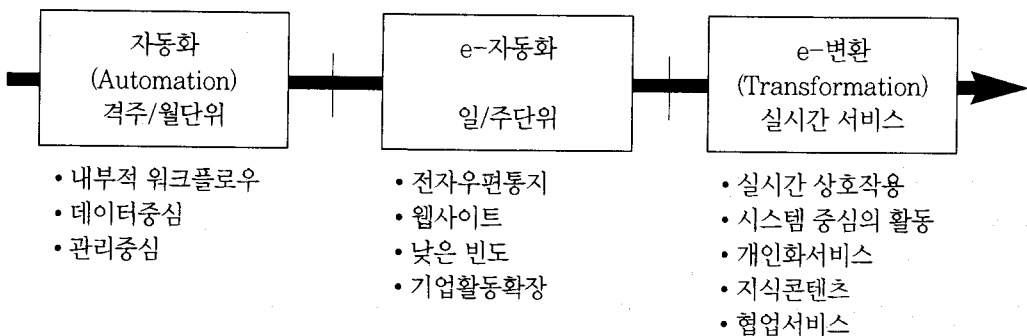 자동화
(Automation)
격주/월단위
e-자동화
일/주단위
e-변환
(Transformation)
실시간 서비스
• 내부적 워크플로우
• 데이터중심
• 관리중심
• 전자우편통지
• 웹사이트
• 낮은 빈도
• 기업활동확장
• 실시간 상호작용
• 시스템 중심의 활동
• 개인화서비스
• 지식콘텐츠
• 협업서비스